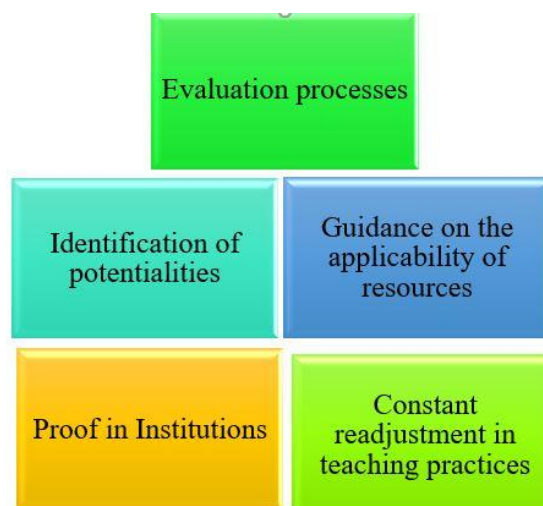 Evaluation processes
Identification of
potentialities
Guidance on the
applicability of
resources
Proof in Institutions
Constant
readjustment in
teaching practices